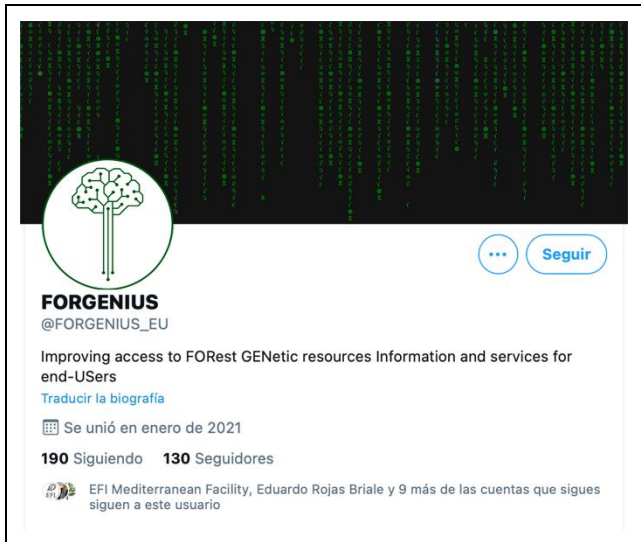 Seguir
FORGENIUS
@FORGENIUS_EU
Improving access to FORest GENetic resources Information and services for
end-USers
Traducir la biografía
Se unió en enero de 2021
190 Siguiendo 130 Seguidores
EFI Mediterranean Facility, Eduardo Rojas Briale y 9 más de las cuentas que sigues
siguen a este usuario